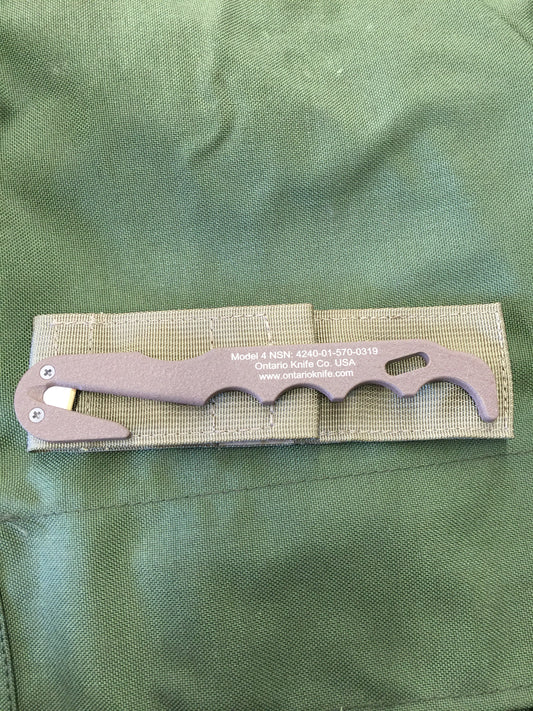 Model 4 NSN: 4240-01-570-0319
Ontario Knife Co. USA
www.ontarioknife.com